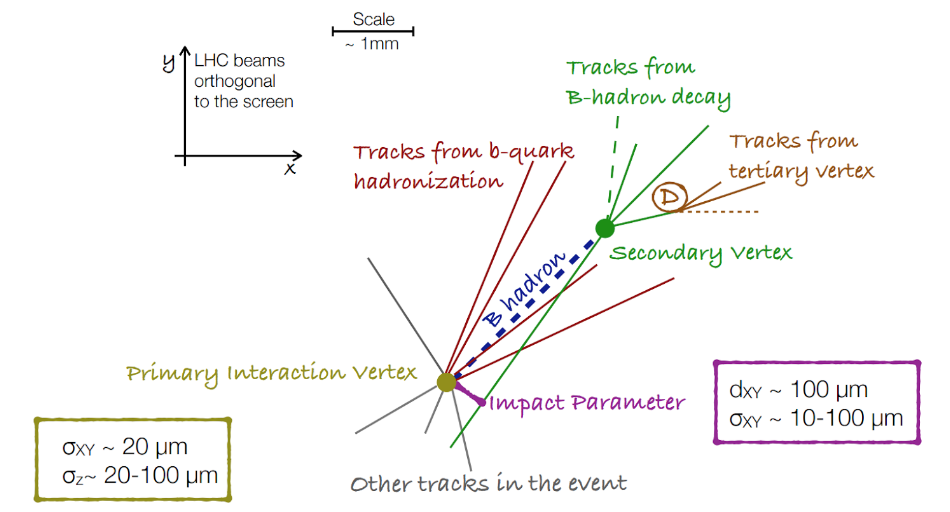 Scale
~ 1mm
y
LHC beams
orthogonal
to the screen
x
Tracks from
B-hadron decay
Tracks from b-quark
hadronization
Tracks from
tertiary vertex
D
Secondary Vertex
B hadron
Primary Interaction Vertex
Impact Parameter
dxy ~ 100 µm
σxy ~ 10-100 µm
σxy ~ 20 µm
σz~ 20-100 µm
Other tracks in the event